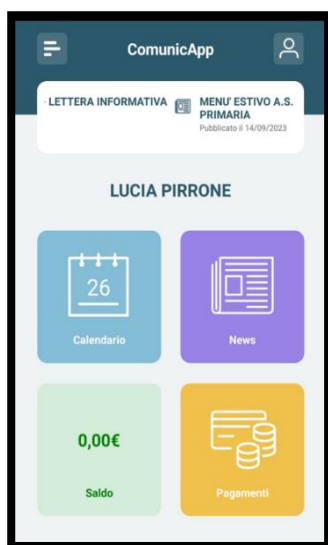 ComunicApp
- LETTERA INFORMATIVA
MENU' ESTIVO A.S.
PRIMARIA
Pubblicato il 14/09/2023
LUCIA PIRRONE
26
Calendario
News
0,00€
Saldo
Pagamenti